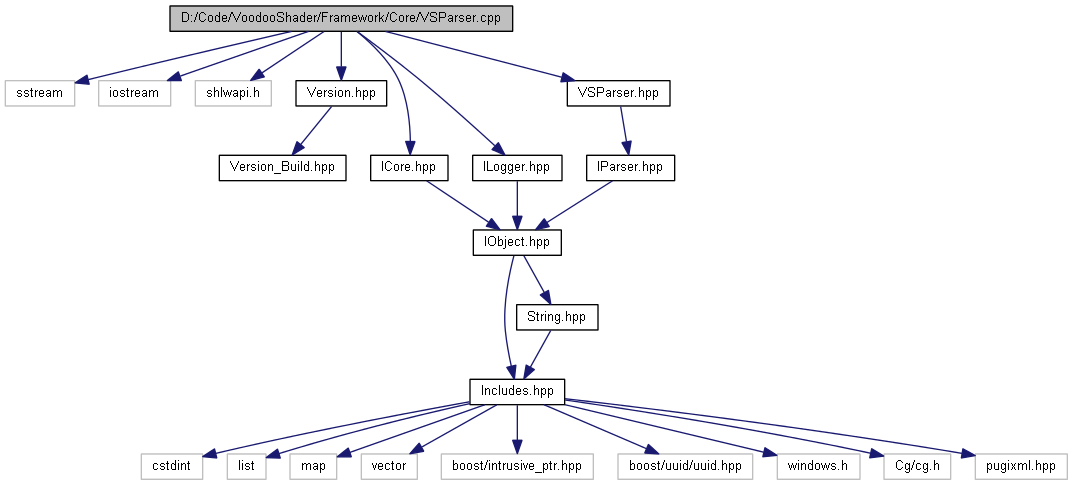 D:/Code/VoodooShader/Framework/Core/VSParser.cpp
sstream
iostream
shlwapi.h
Version.hpp
VSParser.hpp
Version_Build.hpp
ICore.hpp
ILogger.hpp
IParser.hpp
IObject.hpp
String.hpp
Includes.hpp
cstdint
list
map
vector
boost/intrusive_ptr.hpp
boost/uuid/uuid.hpp
windows.h
Cg/cg.h
pugixml.hpp